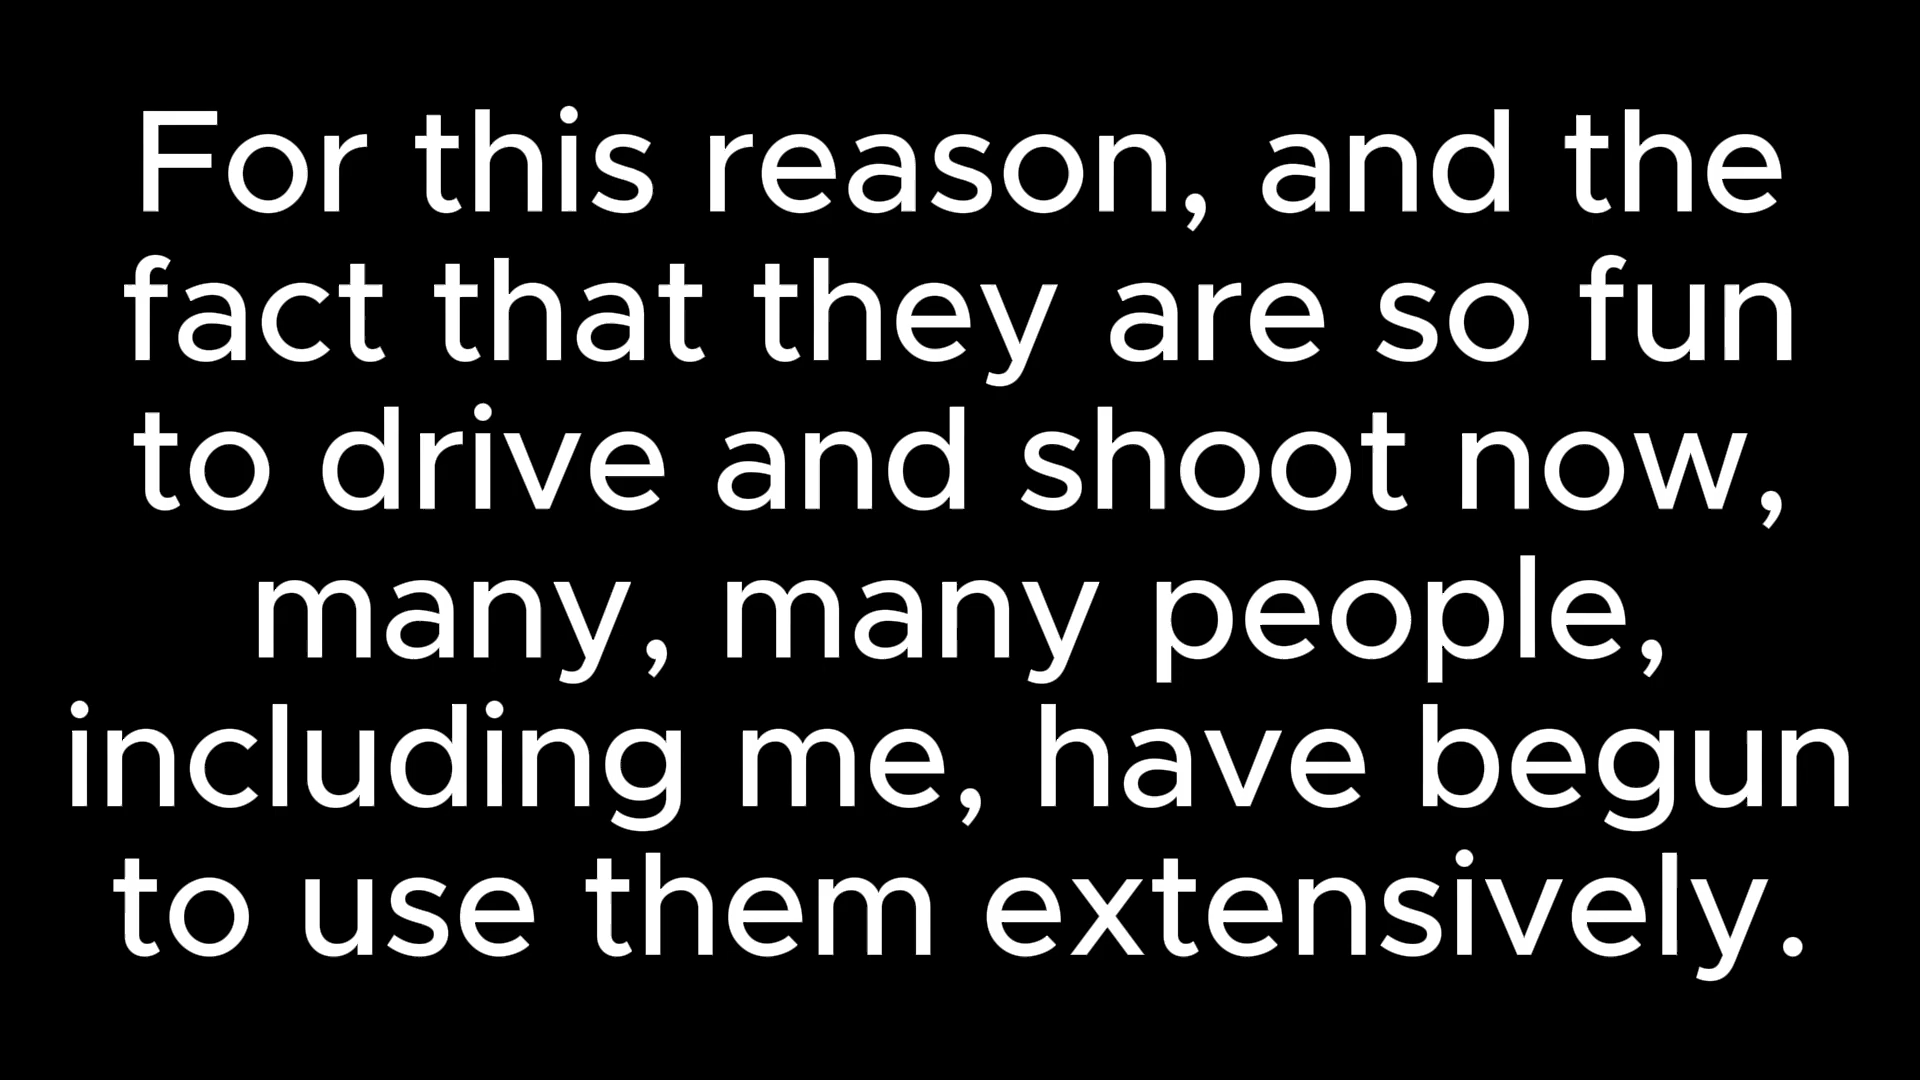 For this reason, and the
fact that they are so fun
to drive and shoot now,
many, many people,
including me, have begun
to use them extensively.